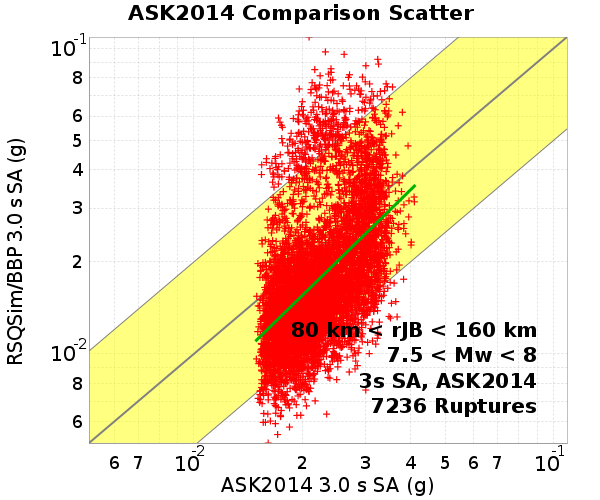 ASK2014 Comparison Scatter
RSQSim/BBP 3.0 s SA (g)
10-1
8
6
5
4
3
2
10-2
8
6
80 km < rJB < 160 km
7.5 < Mw < 8
3s SA, ASK2014
7236 Ruptures
6 7 10-2 2 3 4 5 6 7 10-1
ASK2014 3.0 s SA (g)